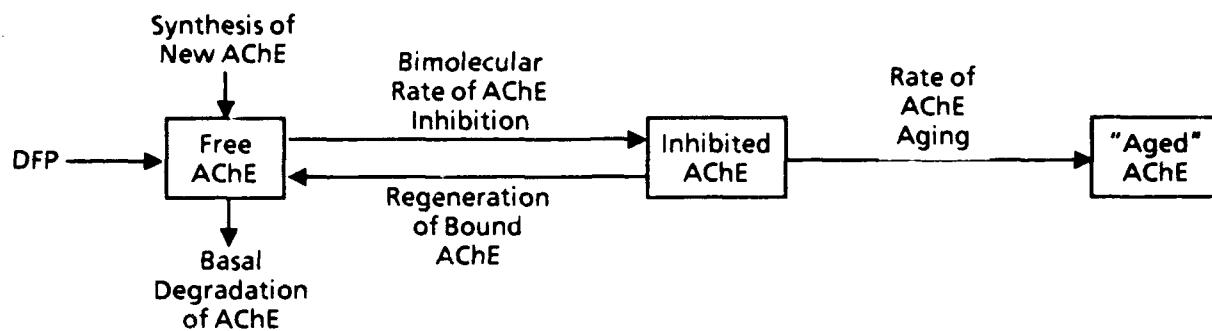 Synthesis of
New AChE
Bimolecular
Rate of AChE
Inhibition
Rate of
AChE
Aging
DFP
Free
AChE
Inhibited
AChE
"Aged"
AChE
Regeneration
of Bound
AChE
Basal
Degradation
of AChE